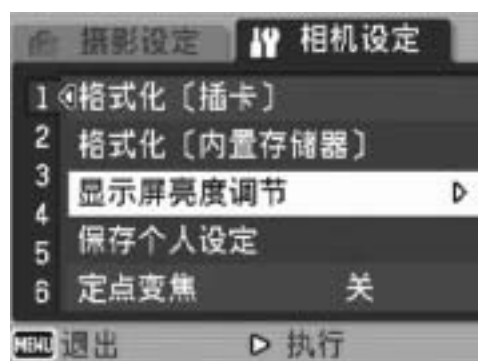 摄影设定 相机设定
1 格式化〔插卡〕
2 格式化〔内置存储器〕
3 显示屏亮度调节
4 保存个人设定
5 定点变焦 关
6
MENU 退出 执行